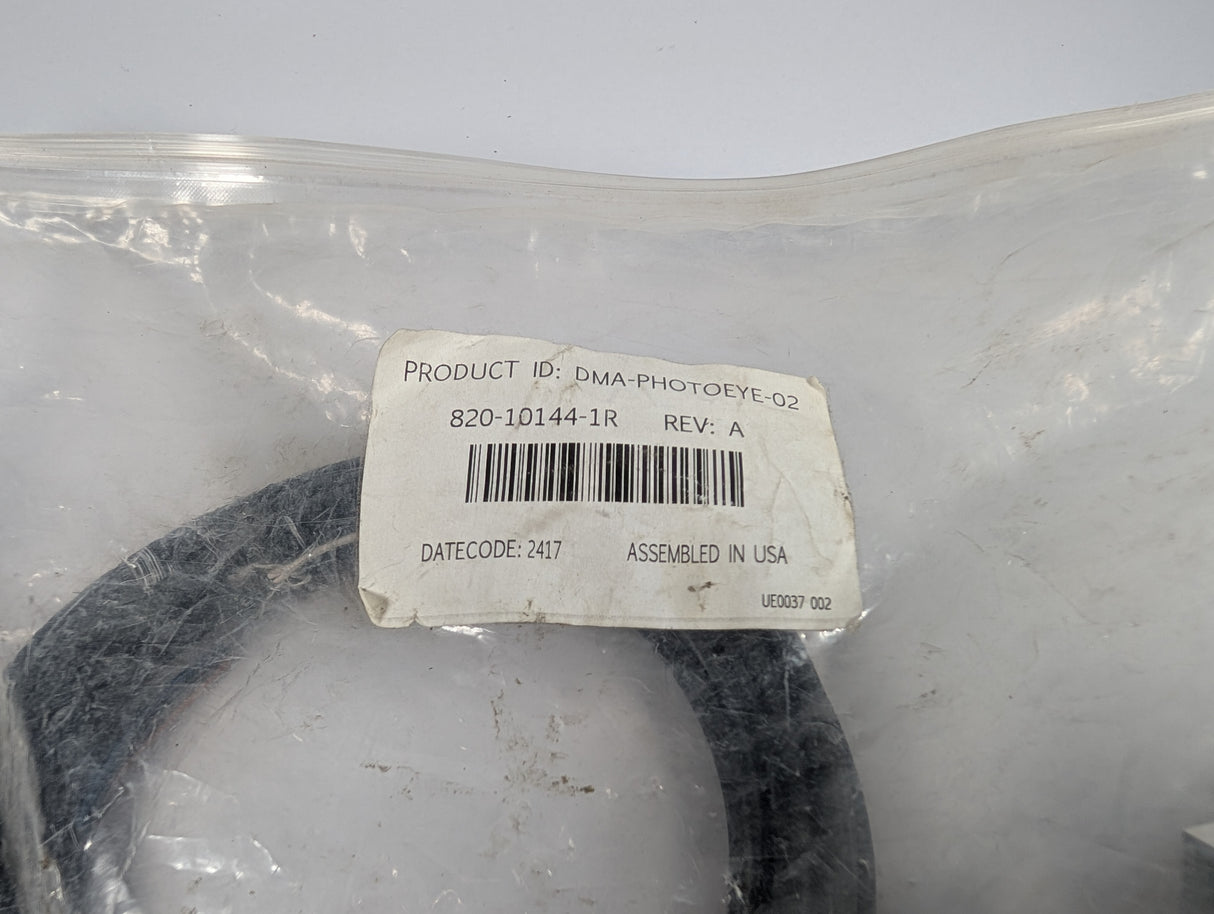 PRODUCT ID: DMA-PHOTOEYE-02
820-10144-1R REV: A
DATECODE: 2417 ASSEMBLED IN USA
UE0037 002